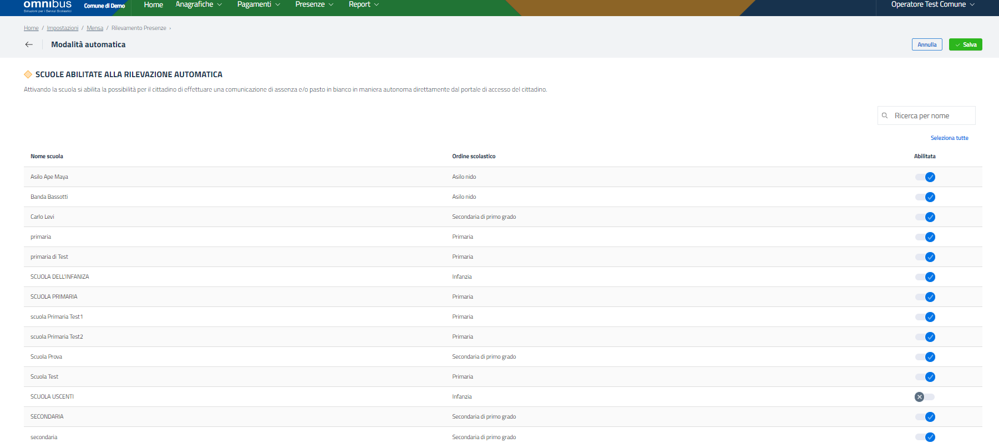 omnibus
Soluzioni per i Servizi Scolastici
Comune di Demo
Home Anagrafiche Pagamenti Presenze Report
Operatore Test Comune
Home / Impostazioni / Mensa / Rilevamento Presenze ›
Modalità automatica
Annulla Salva
SCUOLE ABILITATE ALLA RILEVAZIONE AUTOMATICA
Attivando la scuola si abilita la possibilità per il cittadino di effettuare una comunicazione di assenza e/o pasto in bianco in maniera autonoma direttamente dal portale di accesso del cittadino.
Ricerca per nome
Seleziona tutte
Nome scuola Ordine scolastico Abilitata
Asilo Ape Maya Asilo nido
Banda Bassotti Asilo nido
Carlo Levi Secondaria di primo grado
primaria Primaria
primaria di Test Primaria
SCUOLA DELL'INFANIZA Infanzia
SCUOLA PRIMARIA Primaria
scuola Primaria Test1 Primaria
scuola Primaria Test2 Primaria
Scuola Prova Secondaria di primo grado
Scuola Test Primaria
SCUOLA USCENTI Infanzia
SECONDARIA Secondaria di primo grado
secondaria Secondaria di primo grado